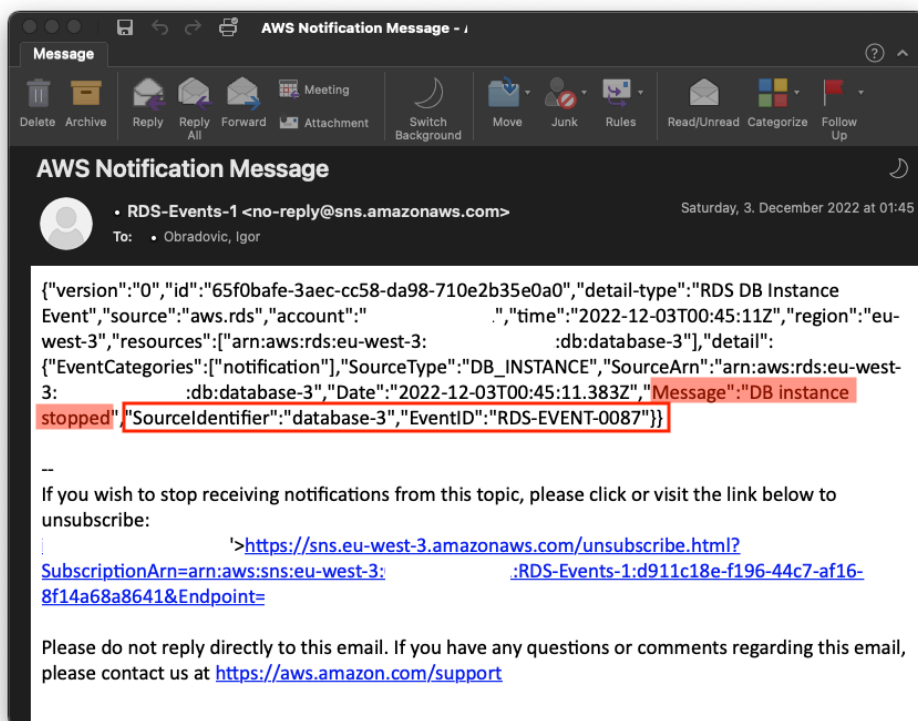 AWS Notification Message - 
Message
Delete
Archive
Reply
Reply All
Forward
Meeting
Attachment
Switch Background
Move
Junk
Rules
Read/Unread
Categorize
Follow Up
AWS Notification Message
• RDS-Events-1 <no-reply@sns.amazonaws.com>
Saturday, 3. December 2022 at 01:45
To: • Obradovic, Igor
{"version":"0","id":"65f0bafe-3aec-cc58-da98-710e2b35e0a0","detail-type":"RDS DB Instance
Event","source":"aws.rds","account":" .","time":"2022-12-03T00:45:11Z","region":"eu-
west-3","resources":["arn:aws:rds:eu-west-3: :db:database-3"],"detail":
{"EventCategories":["notification"],"SourceType":"DB_INSTANCE","SourceArn":"arn:aws:rds:eu-west-
3: :db:database-3","Date":"2022-12-03T00:45:11.383Z","Message":"DB instance
stopped","SourceIdentifier":"database-3","EventID":"RDS-EVENT-0087"}}
--
If you wish to stop receiving notifications from this topic, please click or visit the link below to
unsubscribe:
'>https://sns.eu-west-3.amazonaws.com/unsubscribe.html?
SubscriptionArn=arn:aws:sns:eu-west-3: :RDS-Events-1:d911c18e-f196-44c7-af16-
8f14a68a8641&Endpoint=
Please do not reply directly to this email. If you have any questions or comments regarding this email,
please contact us at https://aws.amazon.com/support